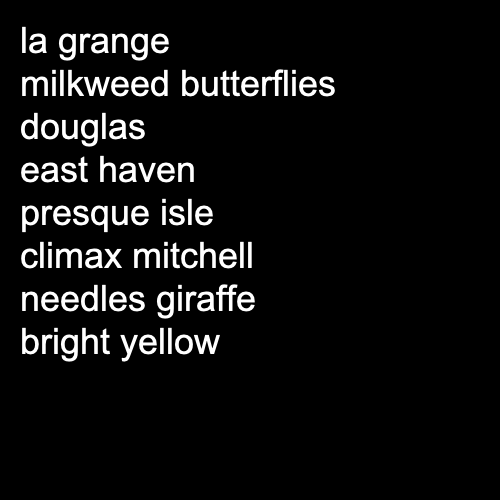 la grange
milkweed butterflies
douglas
east haven
presque isle
climax mitchell
needles giraffe
bright yellow